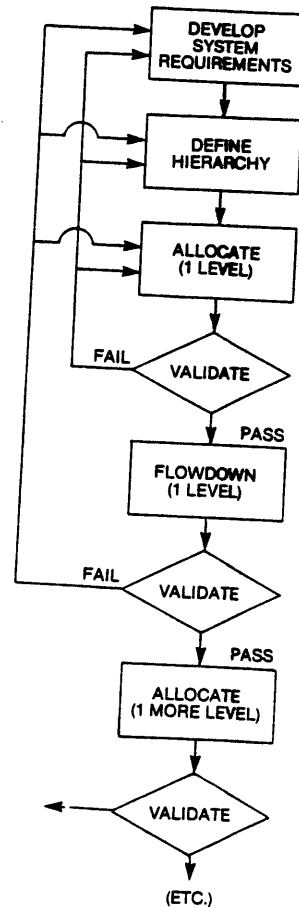 DEVELOP
SYSTEM
REQUIREMENTS
DEFINE
HIERARCHY
ALLOCATE
(1 LEVEL)
FAIL
VALIDATE
PASS
FLOWDOWN
(1 LEVEL)
FAIL
VALIDATE
PASS
ALLOCATE
(1 MORE LEVEL)
VALIDATE
(ETC.)